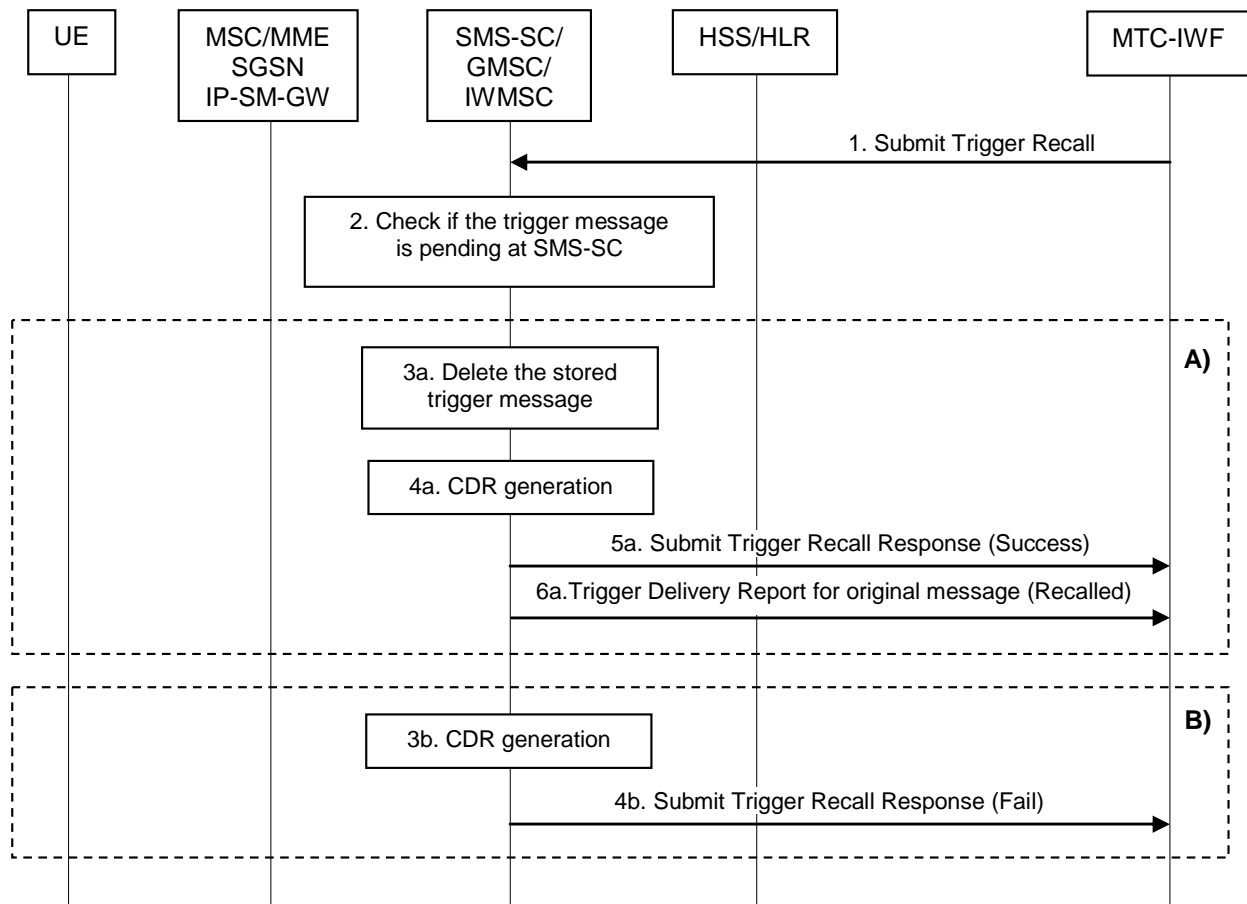 UE
MSC/MME
SGSN
IP-SM-GW
SMS-SC/
GMSC/
IWMSC
HSS/HLR
MTC-IWF
1. Submit Trigger Recall
2. Check if the trigger message
is pending at SMS-SC
A)
3a. Delete the stored
trigger message
4a. CDR generation
5a. Submit Trigger Recall Response (Success)
6a.Trigger Delivery Report for original message (Recalled)
B)
3b. CDR generation
4b. Submit Trigger Recall Response (Fail)